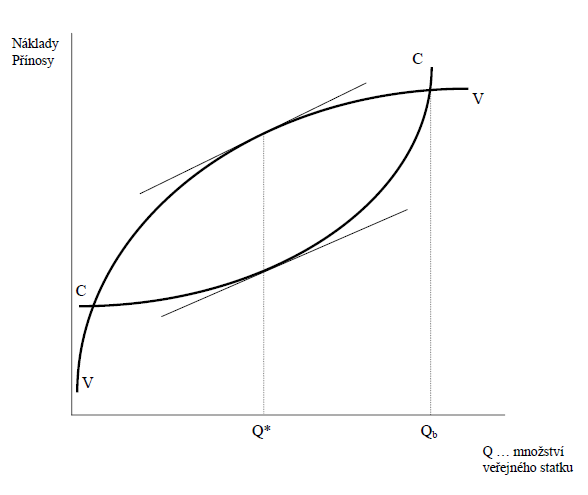 Náklady
Přínosy
C
V
C
V
Q*
Qb
Q … množství
veřejného statku